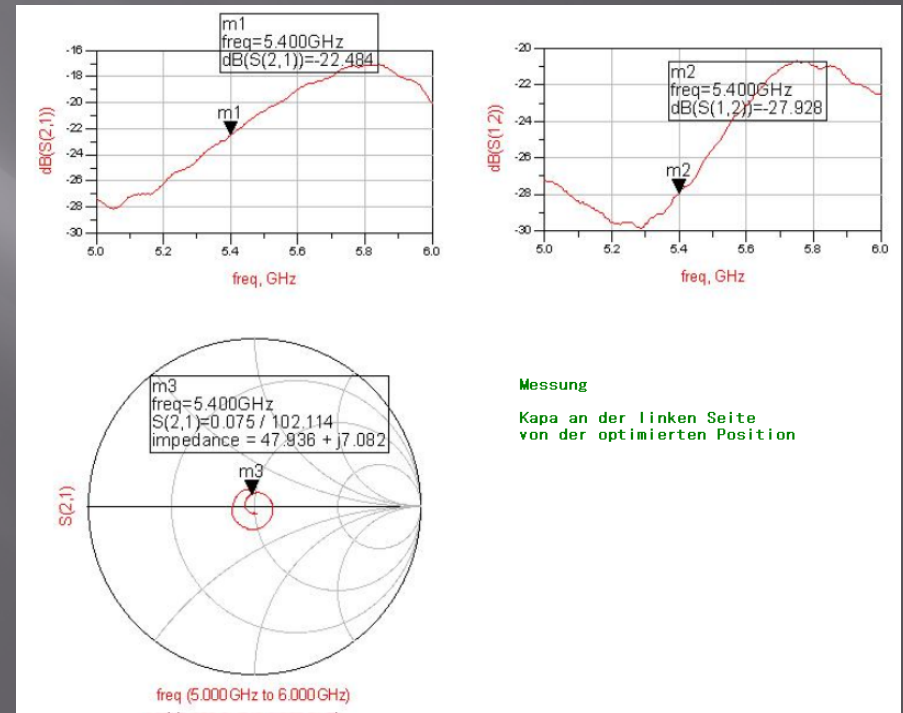 m1
freq=5.400GHz
dB(S(2,1))=-22.484
-16
-18
-20
-22
-24
-26
-28
-30
dB(S(2,1))
m1
5.0
5.2
5.4
5.6
5.8
6.0
freq, GHz
m2
freq=5.400GHz
dB(S(1,2))=-27.928
-20
-22
-24
-26
-28
-30
dB(S(1,2))
m2
5.0
5.2
5.4
5.6
5.8
6.0
freq, GHz
m3
freq=5.400GHz
S(2,1)=0.075 / 102.114
impedance = 47.936 + j7.082
m3
S(2,1)
freq (5.000GHz to 6.000GHz)
Messung
Kapa an der linken Seite
von der optimierten Position